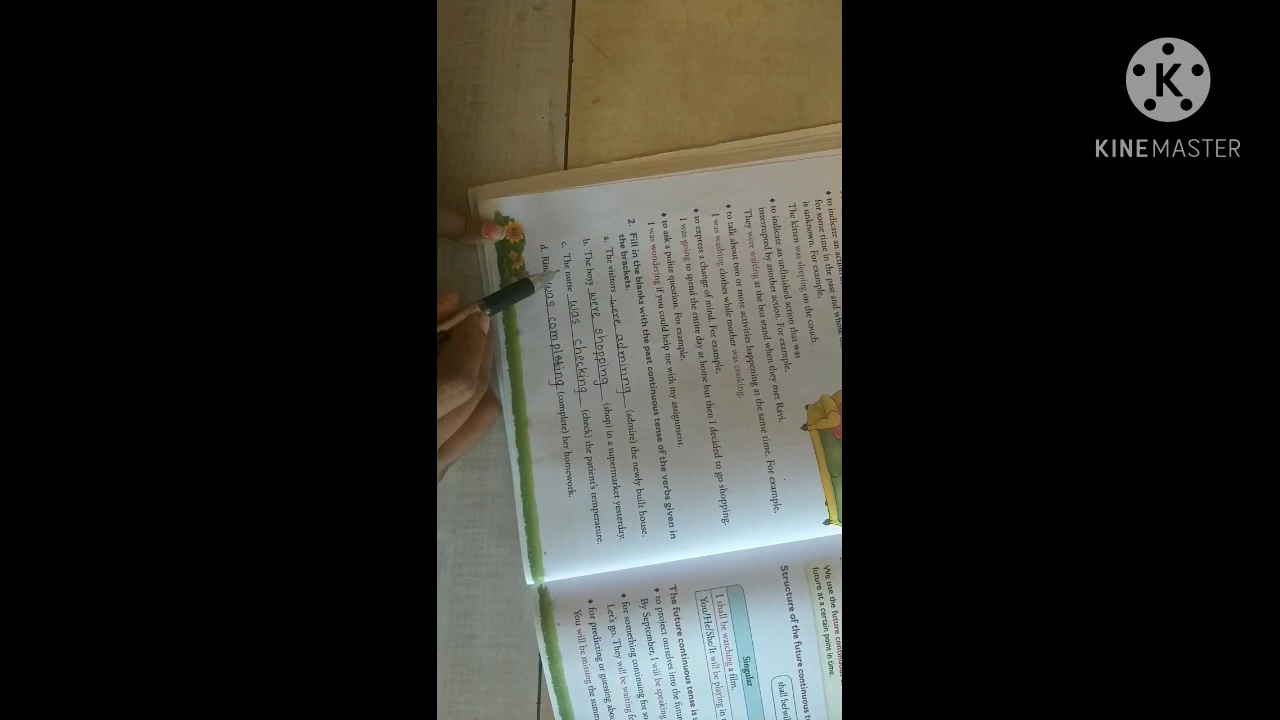 to indicate an action
for some time in the past and whose
is unknown. For example,
The kitten was sleeping on the couch.
♦ to indicate an unfinished action that was
interrupted by another action. For example,
They were waiting at the bus stand when they met Ravi.
♦ to talk about two or more activities happening at the same time. For example,
I was washing clothes while mother was cooking.
♦ to express a change of mind. For example,
I was going to spend the entire day at home but then I decided to go shopping.
♦ to ask a polite question. For example,
I was wondering if you could help me with my assignment.
2. Fill in the blanks with the past continuous tense of the verbs given in
the brackets.
a. The visitors were admiring (admire) the newly built house.
b. The boys were shopping (shop) in a supermarket yesterday.
c. The nurse was checking (check) the patient's temperature.
d. was completing (complete) her homework.
We use the future
future at a certain point in time.
Structure of the future continuous
shall be/wil
Singular
I shall be watching a film.
You/He/She/It will be playing in
The future continuous tense is
♦ to project ourselves into the
By September, I will be speaking
♦ for something continuing for
Let's go. They will be waiting
♦ for predicting or guessing
You will be missing the
K
KINEMASTER